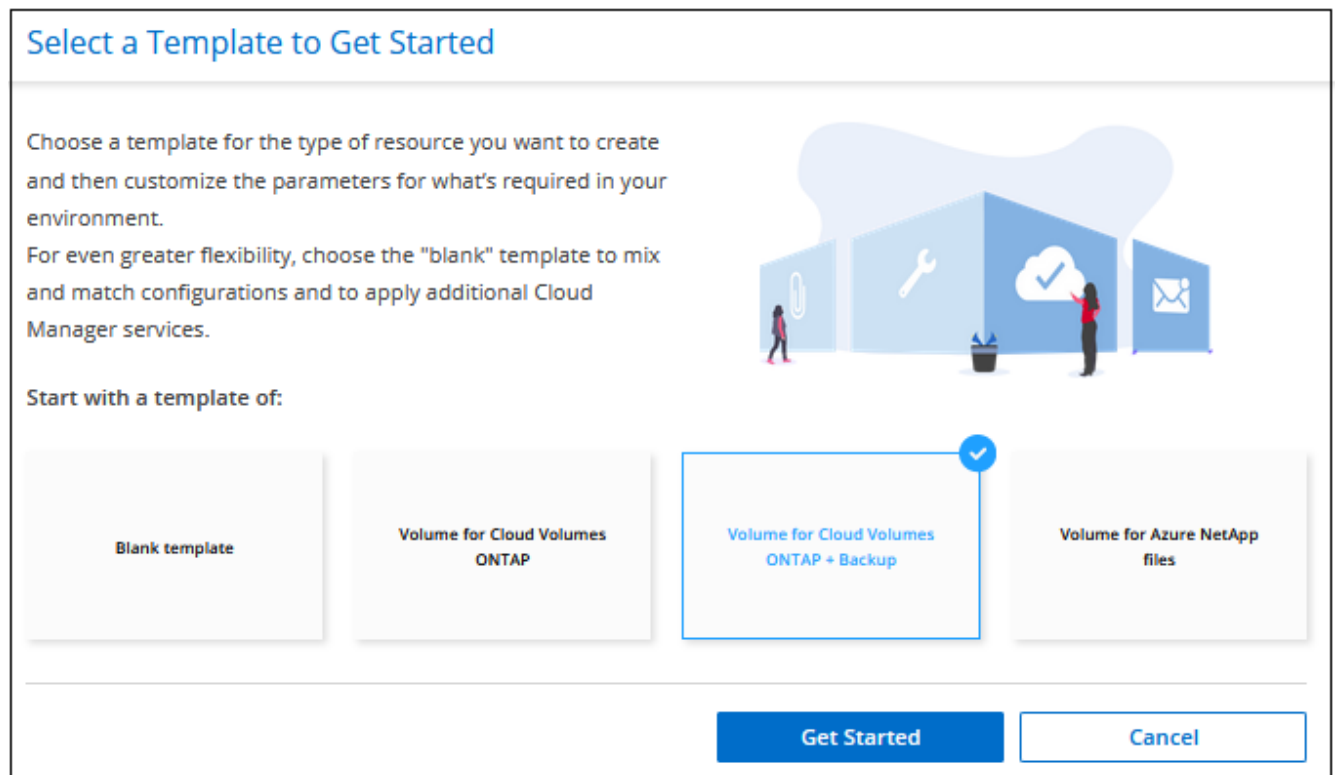 Select a Template to Get Started
Choose a template for the type of resource you want to create
and then customize the parameters for what's required in your
environment.
For even greater flexibility, choose the "blank" template to mix
and match configurations and to apply additional Cloud
Manager services.
Start with a template of:
Blank template
Volume for Cloud Volumes
ONTAP
Volume for Cloud Volumes
ONTAP + Backup
Volume for Azure NetApp
files
Get Started
Cancel